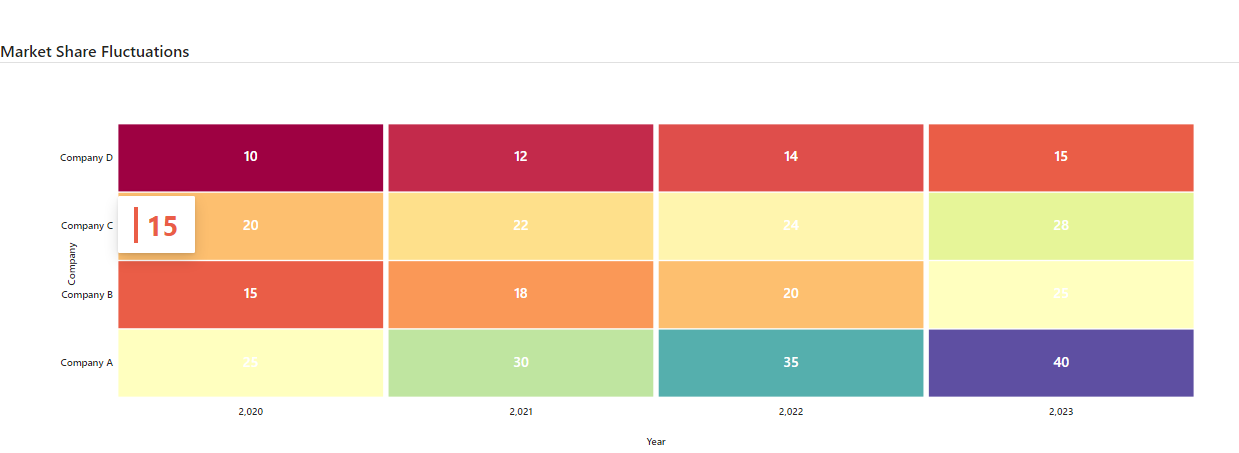 Market Share Fluctuations
Company D 10 12 14 15
Company C 15 20 22 24 28
Company
Company B 15 18 20 25
Company A 25 30 35 40
2,020 2,021 2,022 2,023
Year